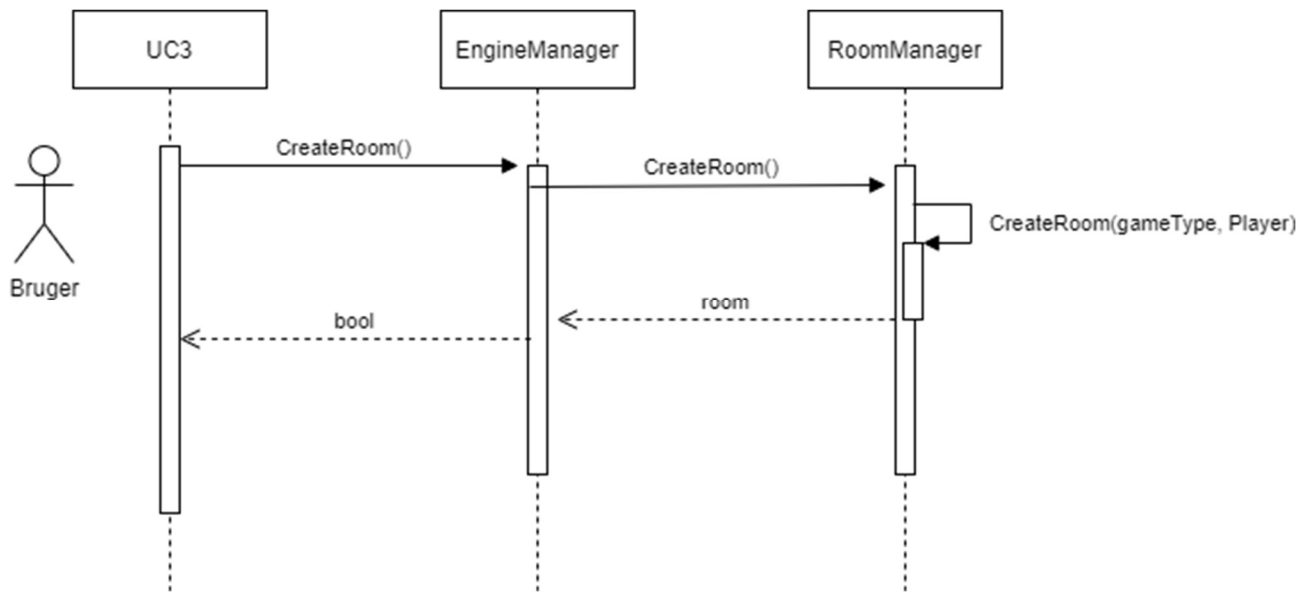 UC3
EngineManager
RoomManager
CreateRoom()
CreateRoom()
CreateRoom(gameType, Player)
Bruger
room
bool